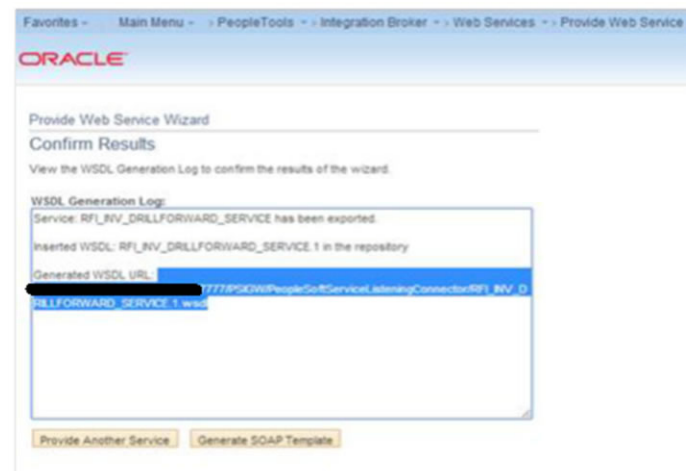 Favorites Main Menu > PeopleTools > Integration Broker > Web Services > Provide Web Service
ORACLE
Provide Web Service Wizard
Confirm Results
View the WSDL Generation Log to confirm the results of the wizard.
WSDL Generation Log:
Service: RFI_INV_DRILLFORWARD_SERVICE has been exported.
Inserted WSDL: RFI_INV_DRILLFORWARD_SERVICE.1 in the repository
Generated WSDL URL:
7777/PSIGW/PeopleSoftServiceListeningConnector/RFI_INV_D
RILLFORWARD_SERVICE.1.wsdl
Provide Another Service Generate SOAP Template